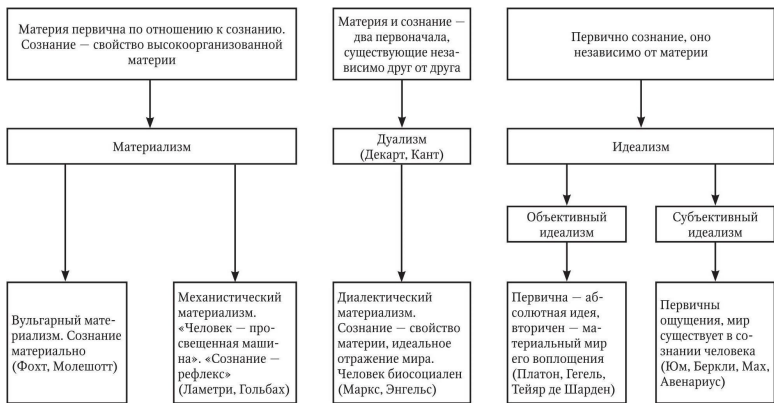 Материя первична по отношению к сознанию.
Сознание — свойство высокоорганизованной
материи
Материя и сознание —
два первоначала,
существующие неза-
висимо друг от друга
Первично сознание, оно
независимо от материи
Материализм
Дуализм
(Декарт, Кант)
Идеализм
Объективный
идеализм
Субъективный
идеализм
Вульгарный мате-
риализм. Сознание
материально
(Фохт, Молешотт)
Механистический
материализм.
«Человек — про-
свещенная маши-
на». «Сознание —
рефлекс»
(Ламетри, Гольбах)
Диалектический
материализм.
Сознание — свойство
материи, идеальное
отражение мира.
Человек биосоциален
(Маркс, Энгельс)
Первична — аб-
солютная идея,
вторичен — ма-
териальный мир
его воплощения
(Платон, Гегель,
Тейяр де Шарден)
Первичны
ощущения, мир
существует в со-
знании человека
(Юм, Беркли, Мах,
Авенариус)